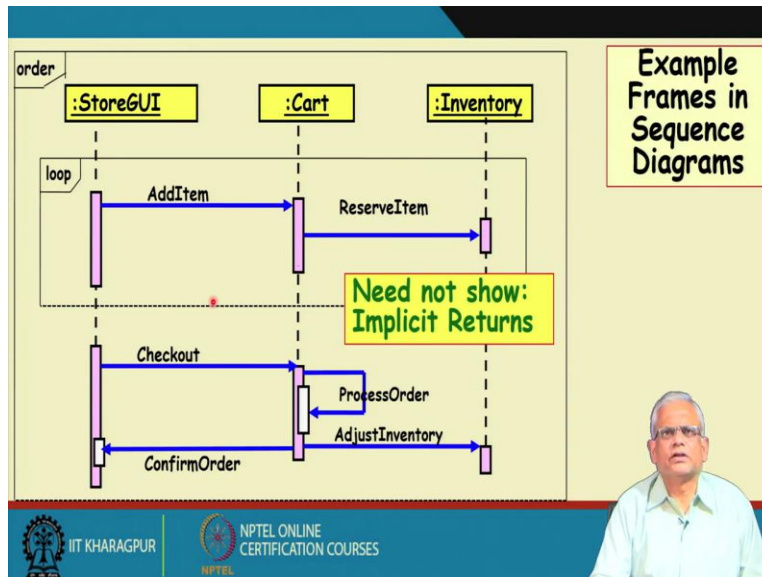 order
:StoreGUI
:Cart
:Inventory
Example
Frames in
Sequence
Diagrams
loop
AddItem
ReserveItem
Need not show:
Implicit Returns
Checkout
ProcessOrder
AdjustInventory
ConfirmOrder
IIT KHARAGPUR
NPTEL
NPTEL ONLINE
CERTIFICATION COURSES